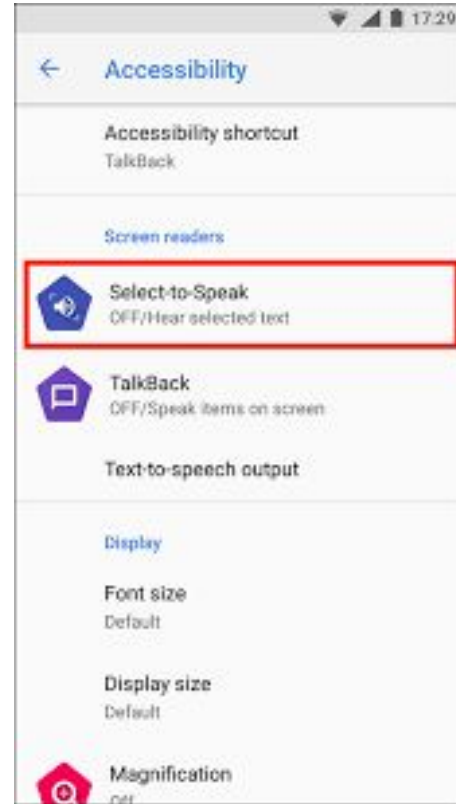 17:29
Accessibility
Accessibility shortcut
TalkBack
Screen readers
Select-to-Speak
OFF/Hear selected text
TalkBack
OFF/Speak items on screen
Text-to-speech output
Display
Font size
Default
Display size
Default
Magnification
Off